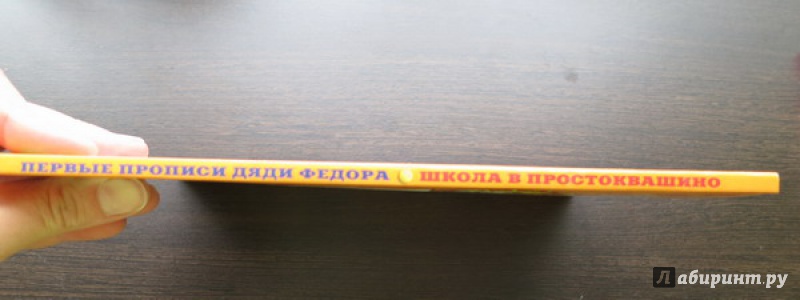 ПЕРВЫЕ ПРОПИСИ ДЯДИ ФЕДОРА ШКОЛА В ПРОСТОКВАШИНО
Лабиринт.ру